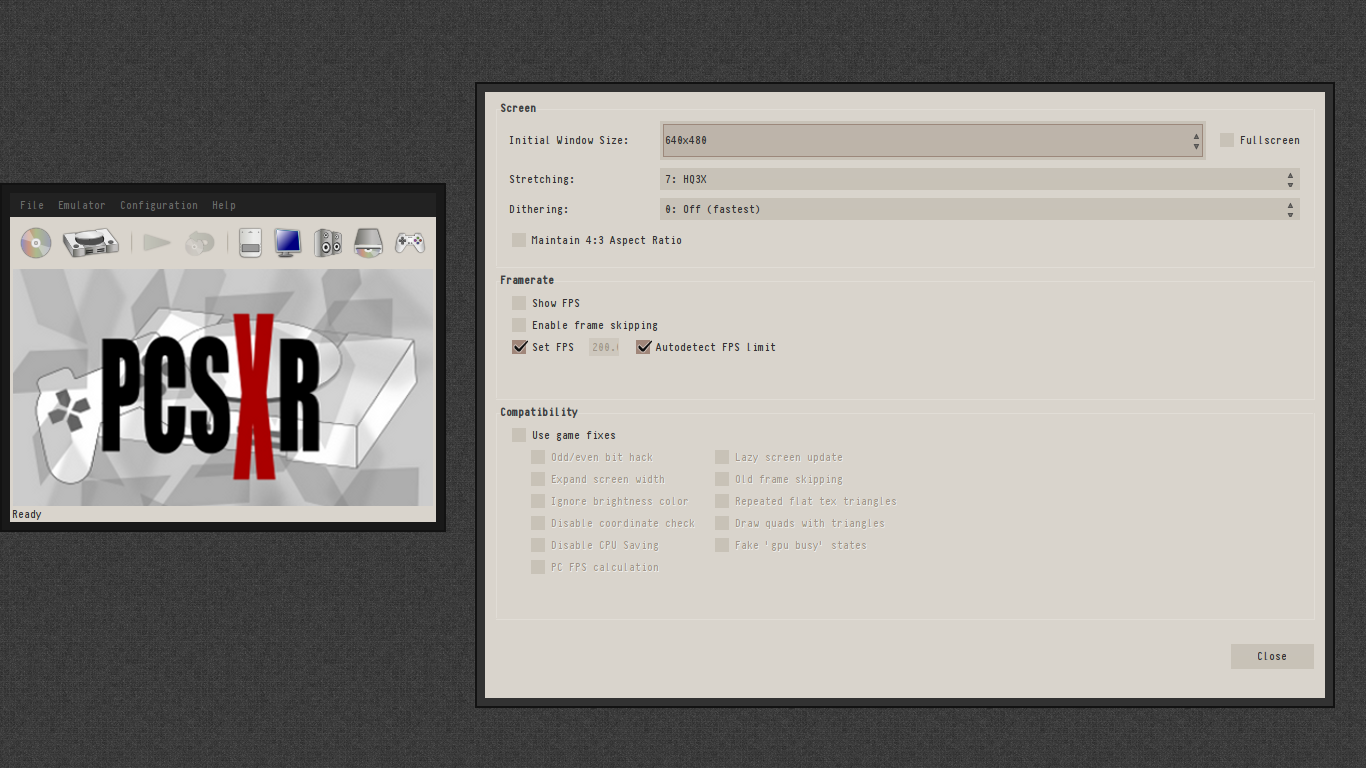 File Emulator Configuration Help
PCSXR
Ready
Screen
Initial Window Size: 640x480 Fullscreen
Stretching: 7: HQ3X
Dithering: 0: Off (fastest)
Maintain 4:3 Aspect Ratio
Framerate
Show FPS
Enable frame skipping
Set FPS 200. Autodetect FPS limit
Compatibility
Use game fixes
Odd/even bit hack Lazy screen update
Expand screen width Old frame skipping
Ignore brightness color Repeated flat tex triangles
Disable coordinate check Draw quads with triangles
Disable CPU Saving Fake 'gpu busy' states
PC FPS calculation
Close